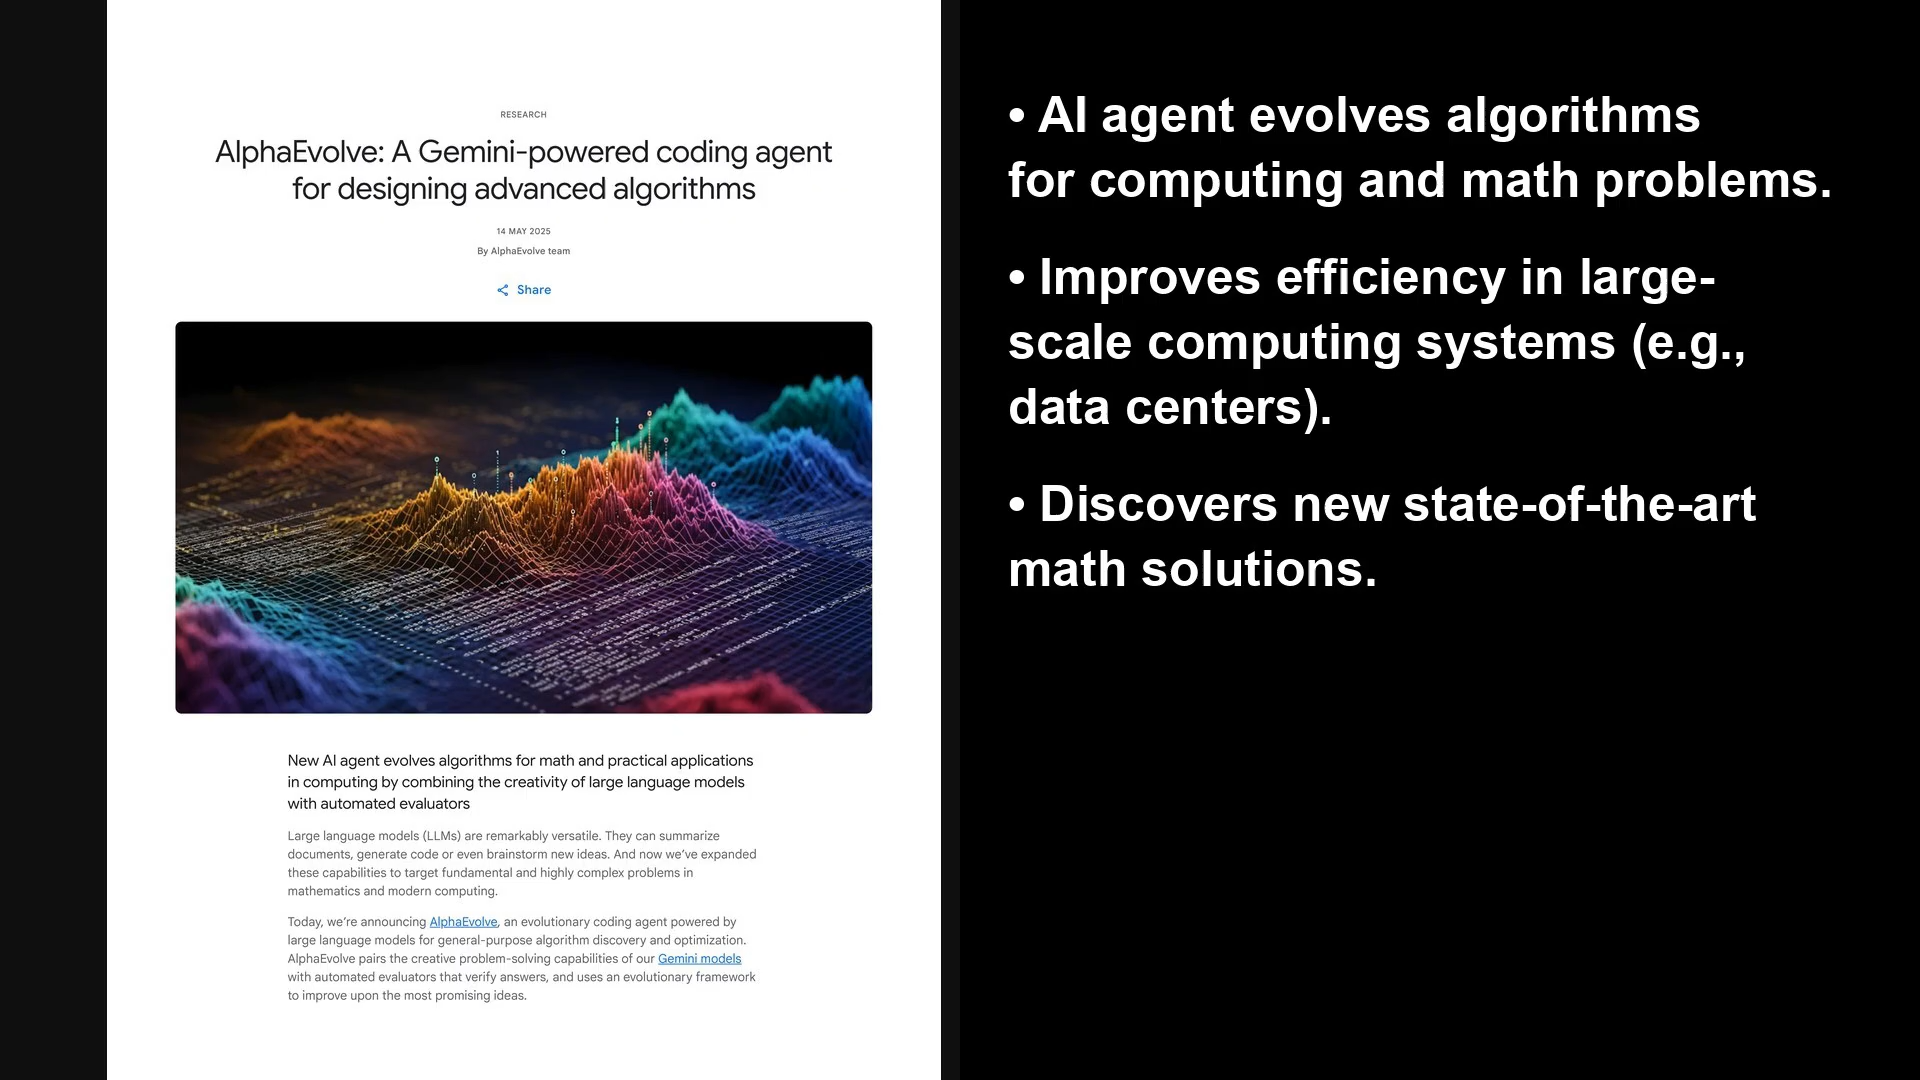 RESEARCH
AlphaEvolve: A Gemini-powered coding agent
for designing advanced algorithms
14 MAY 2025
By AlphaEvolve team
Share
New AI agent evolves algorithms for math and practical applications
in computing by combining the creativity of large language models
with automated evaluators
Large language models (LLMs) are remarkably versatile. They can summarize
documents, generate code or even brainstorm new ideas. And now we’ve expanded
these capabilities to target fundamental and highly complex problems in
mathematics and modern computing.
Today, we’re announcing AlphaEvolve, an evolutionary coding agent powered by
large language models for general-purpose algorithm discovery and optimization.
AlphaEvolve pairs the creative problem-solving capabilities of our Gemini models
with automated evaluators that verify answers, and uses an evolutionary framework
to improve upon the most promising ideas.
• AI agent evolves algorithms
for computing and math problems.
• Improves efficiency in large-
scale computing systems (e.g.,
data centers).
• Discovers new state-of-the-art
math solutions.